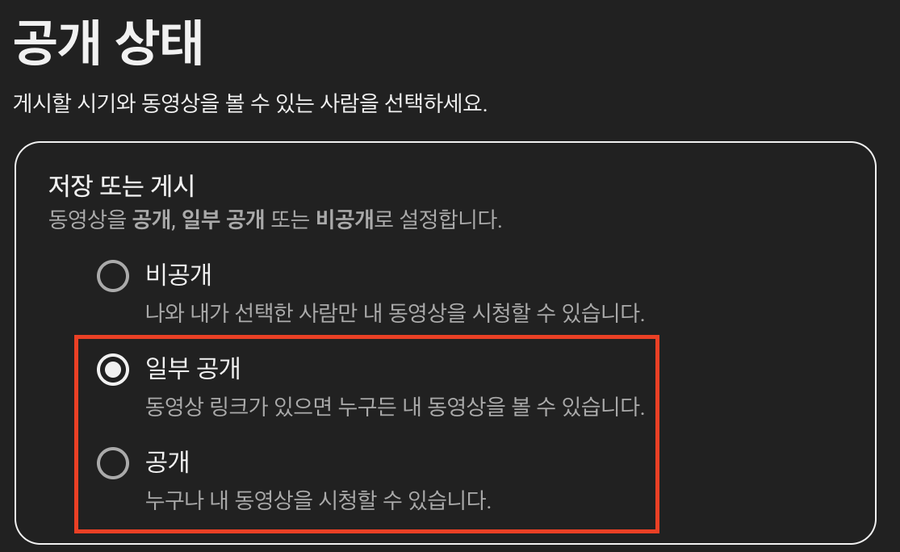 공개 상태
게시할 시기와 동영상을 볼 수 있는 사람을 선택하세요.
저장 또는 게시
동영상을 공개, 일부 공개 또는 비공개로 설정합니다.
비공개
나와 내가 선택한 사람만 내 동영상을 시청할 수 있습니다.
일부 공개
동영상 링크가 있으면 누구든 내 동영상을 볼 수 있습니다.
공개
누구나 내 동영상을 시청할 수 있습니다.